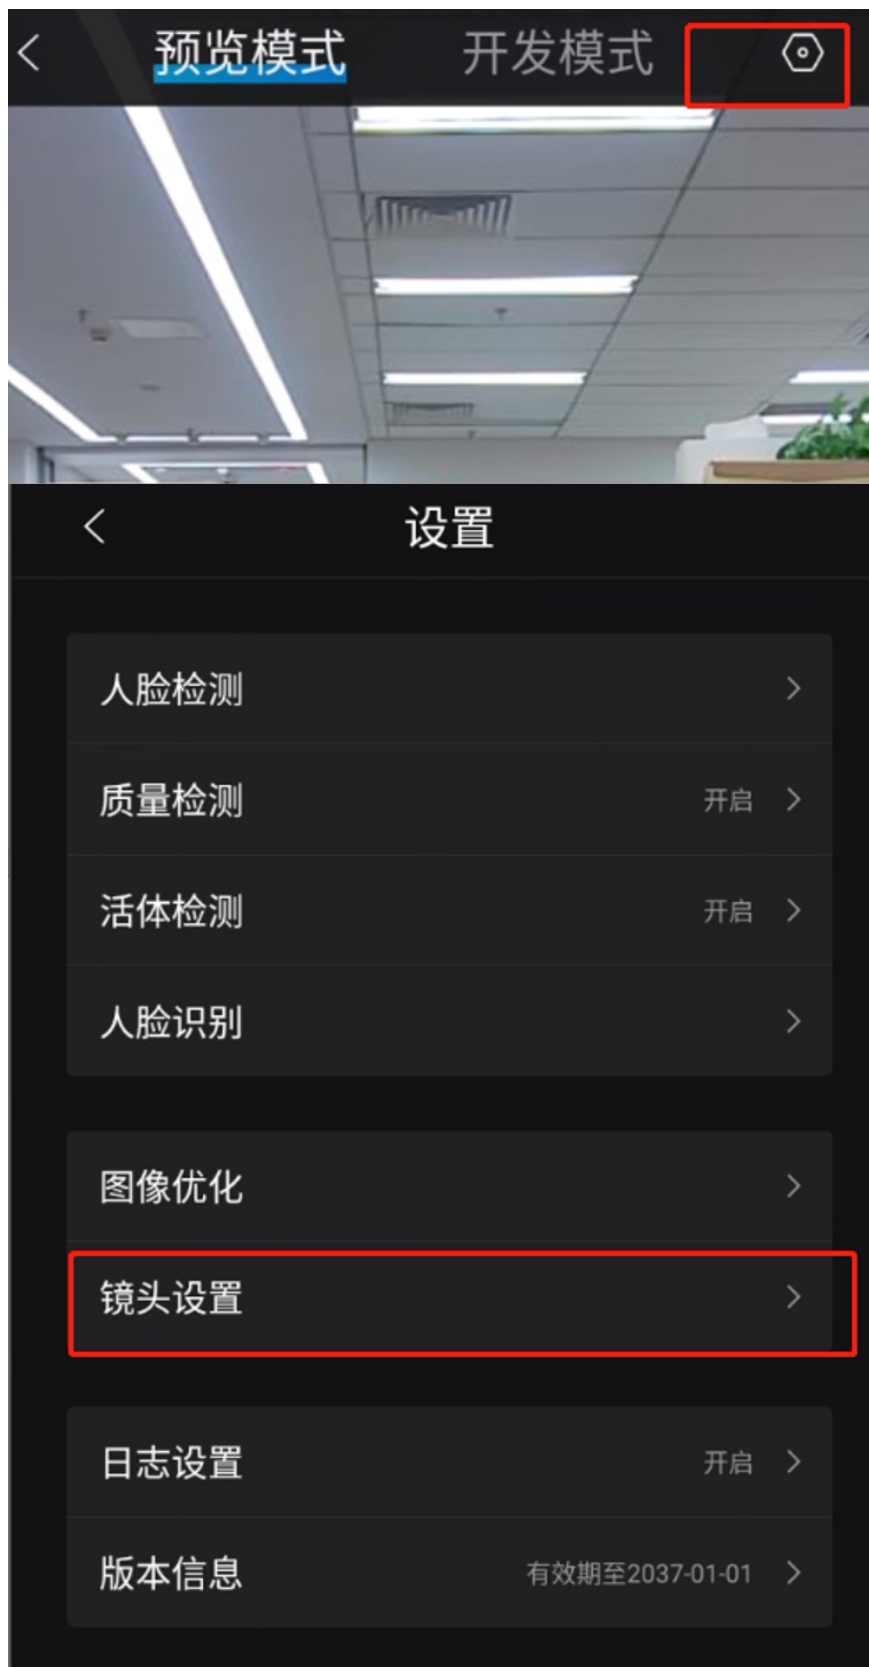 预览模式 开发模式
设置
人脸检测
质量检测 开启
活体检测 开启
人脸识别
图像优化
镜头设置
日志设置 开启
版本信息 有效期至2037-01-01